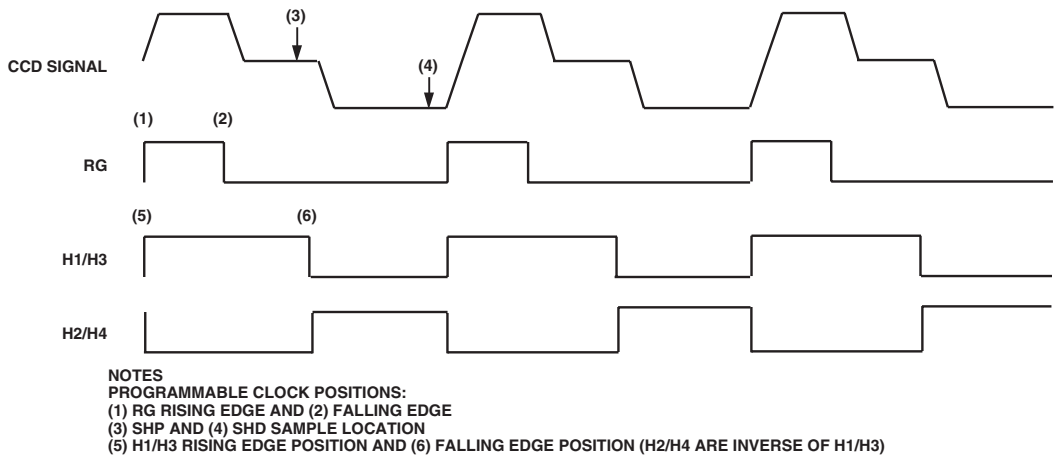 (3)
CCD SIGNAL
(4)
(1) (2)
RG
(5) (6)
H1/H3
H2/H4
NOTES
PROGRAMMABLE CLOCK POSITIONS:
(1) RG RISING EDGE AND (2) FALLING EDGE
(3) SHP AND (4) SHD SAMPLE LOCATION
(5) H1/H3 RISING EDGE POSITION AND (6) FALLING EDGE POSITION (H2/H4 ARE INVERSE OF H1/H3)